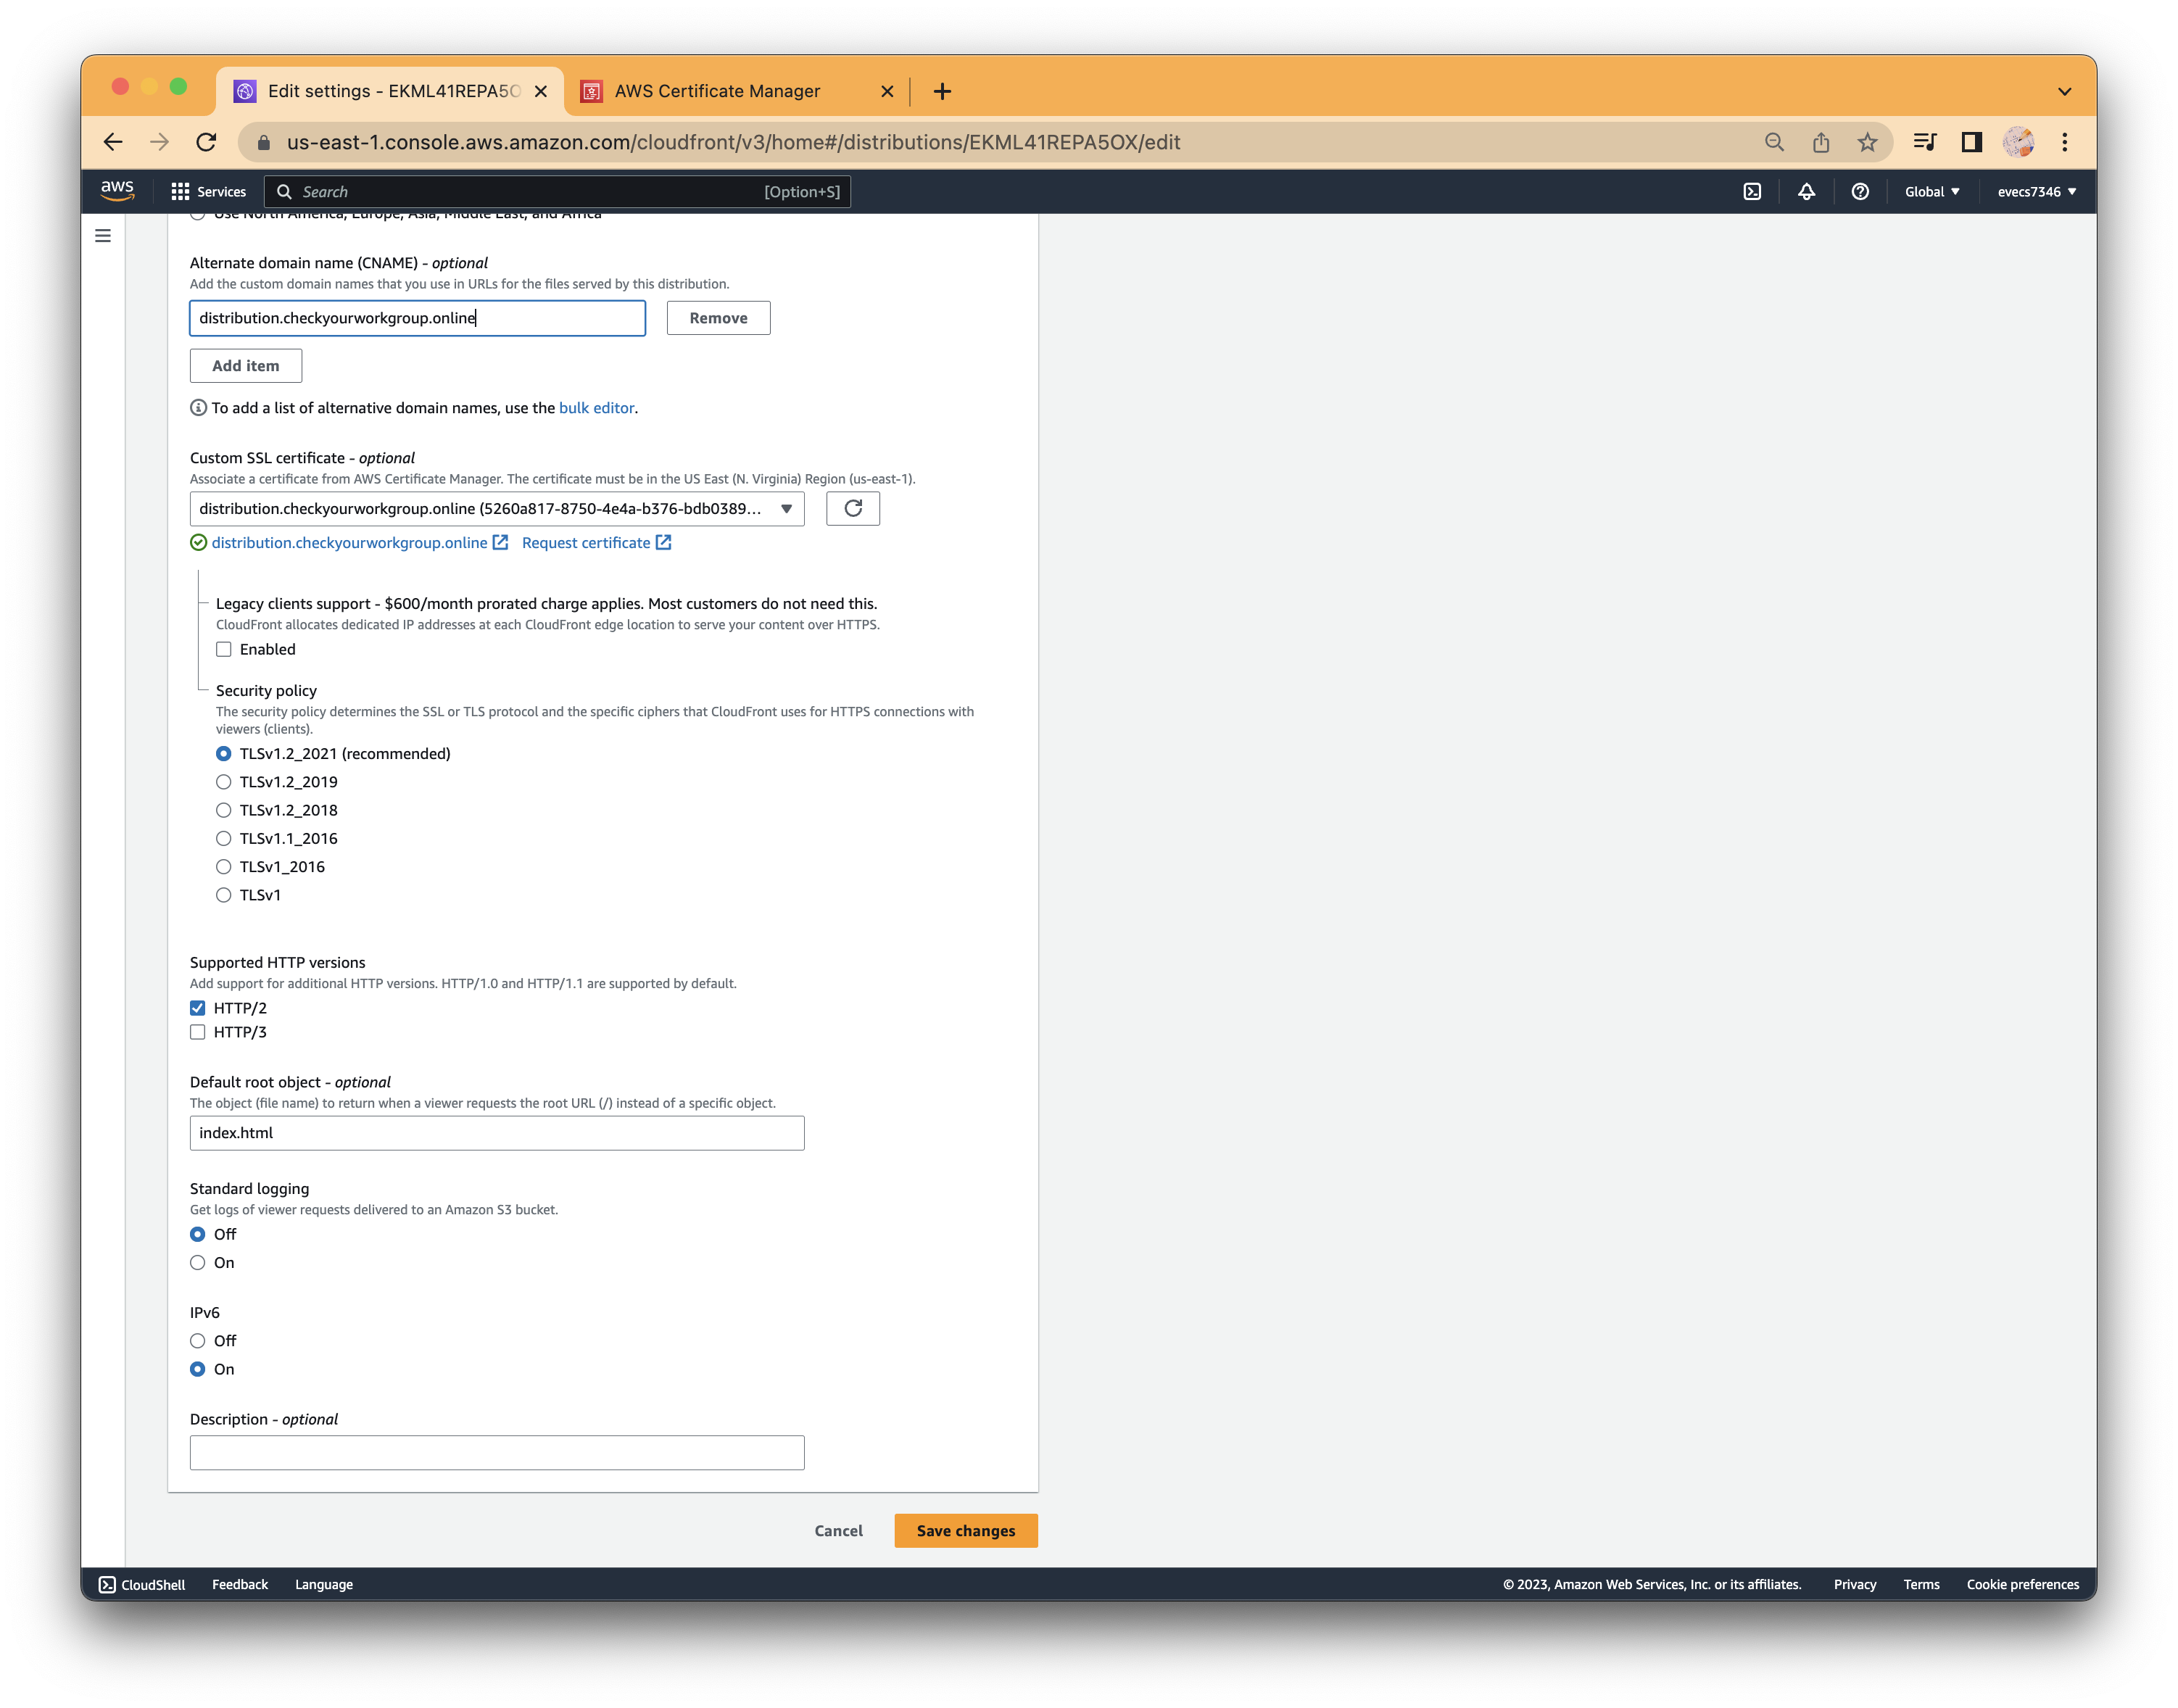 Edit settings - EKML41REPA5O
AWS Certificate Manager
us-east-1.console.aws.amazon.com/cloudfront/v3/home#/distributions/EKML41REPA5OX/edit
aws
Services
Search
[Option+S]
Global
evecs7346
Use North America, Europe, Asia, Middle East, and Africa
Alternate domain name (CNAME) - optional
Add the custom domain names that you use in URLs for the files served by this distribution.
distribution.checkyourworkgroup.online
Remove
Add item
To add a list of alternative domain names, use the bulk editor.
Custom SSL certificate - optional
Associate a certificate from AWS Certificate Manager. The certificate must be in the US East (N. Virginia) Region (us-east-1).
distribution.checkyourworkgroup.online (5260a817-8750-4e4a-b376-bdb0389...
distribution.checkyourworkgroup.online
Request certificate
Legacy clients support - $600/month prorated charge applies. Most customers do not need this.
CloudFront allocates dedicated IP addresses at each CloudFront edge location to serve your content over HTTPS.
Enabled
Security policy
The security policy determines the SSL or TLS protocol and the specific ciphers that CloudFront uses for HTTPS connections with
viewers (clients).
TLSv1.2_2021 (recommended)
TLSv1.2_2019
TLSv1.2_2018
TLSv1.1_2016
TLSv1_2016
TLSv1
Supported HTTP versions
Add support for additional HTTP versions. HTTP/1.0 and HTTP/1.1 are supported by default.
HTTP/2
HTTP/3
Default root object - optional
The object (file name) to return when a viewer requests the root URL (/) instead of a specific object.
index.html
Standard logging
Get logs of viewer requests delivered to an Amazon S3 bucket.
Off
On
IPv6
Off
On
Description - optional
Cancel
Save changes
CloudShell
Feedback
Language
© 2023, Amazon Web Services, Inc. or its affiliates.
Privacy
Terms
Cookie preferences